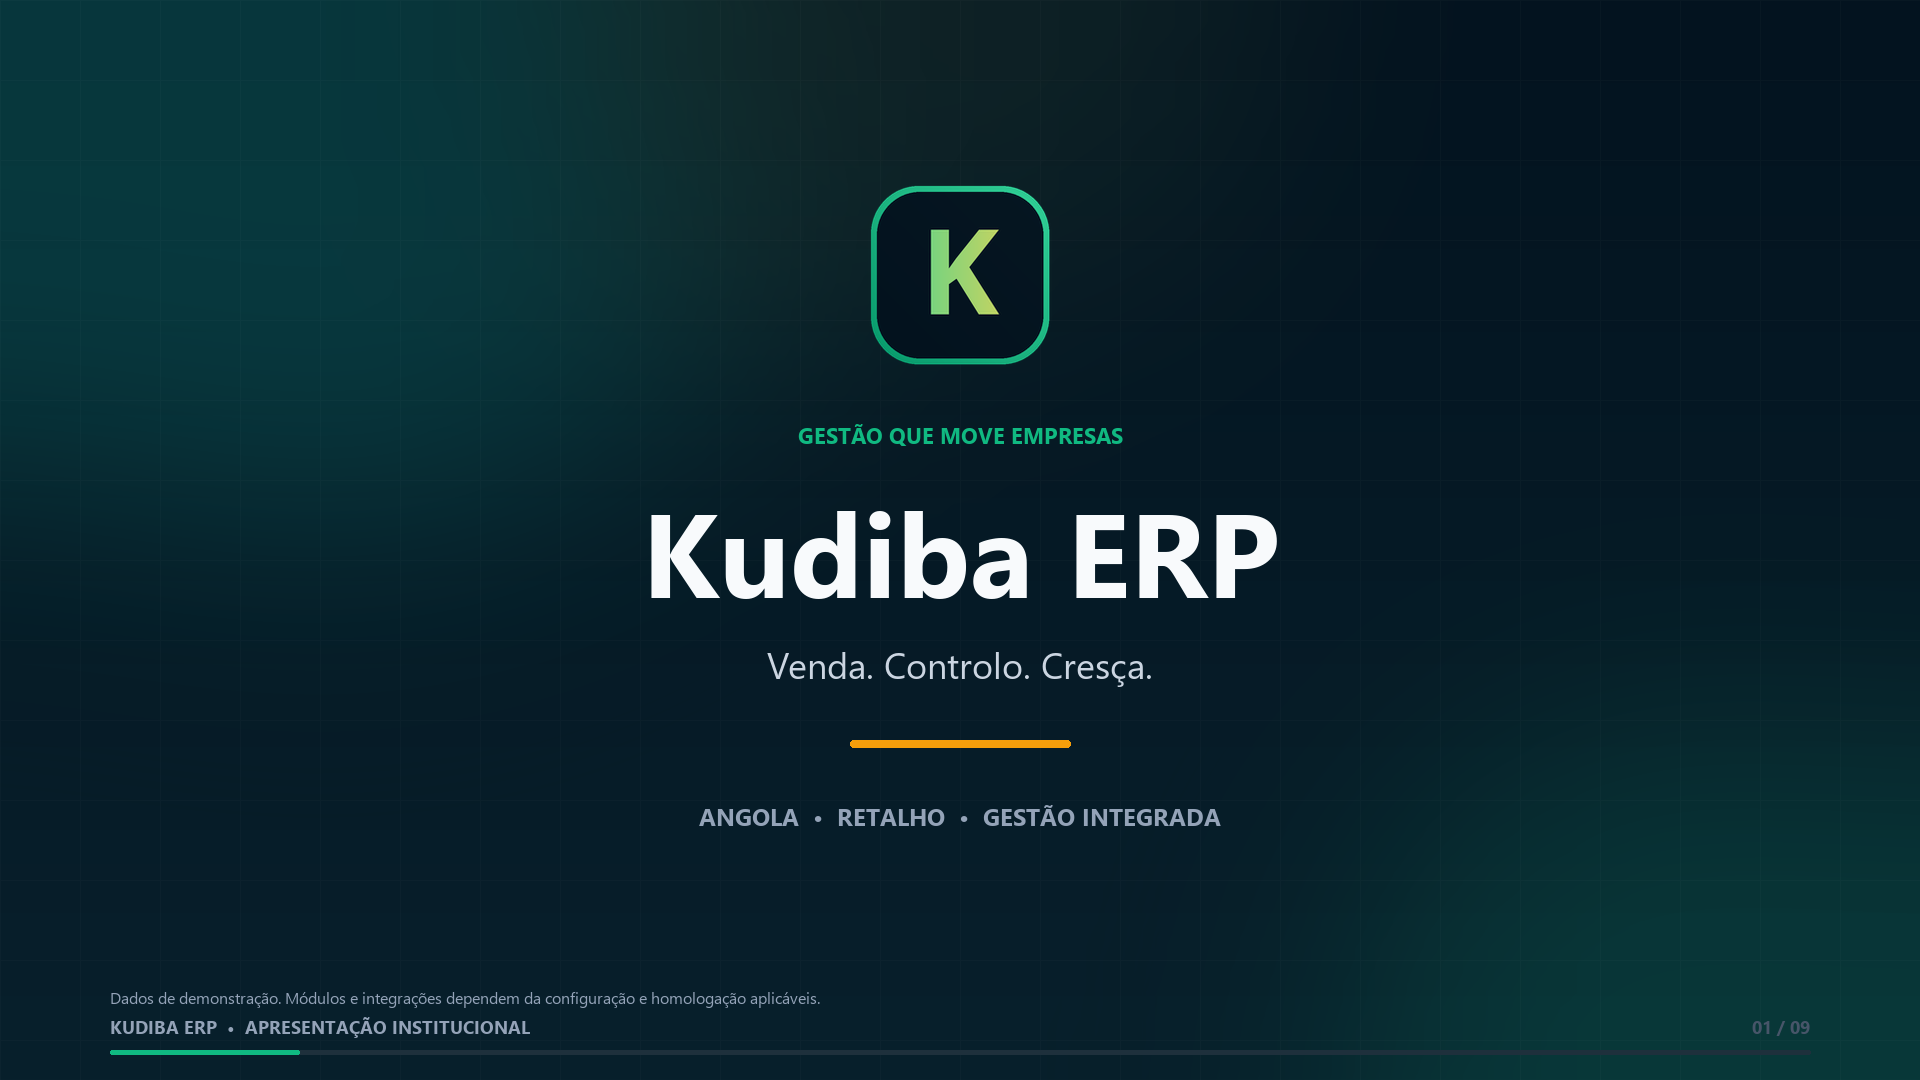 K
GESTÃO QUE MOVE EMPRESAS
Kudiba ERP
Venda. Controlo. Cresça.
ANGOLA • RETALHO • GESTÃO INTEGRADA
Dados de demonstração. Módulos e integrações dependem da configuração e homologação aplicáveis.
KUDIBA ERP • APRESENTAÇÃO INSTITUCIONAL
01 / 09